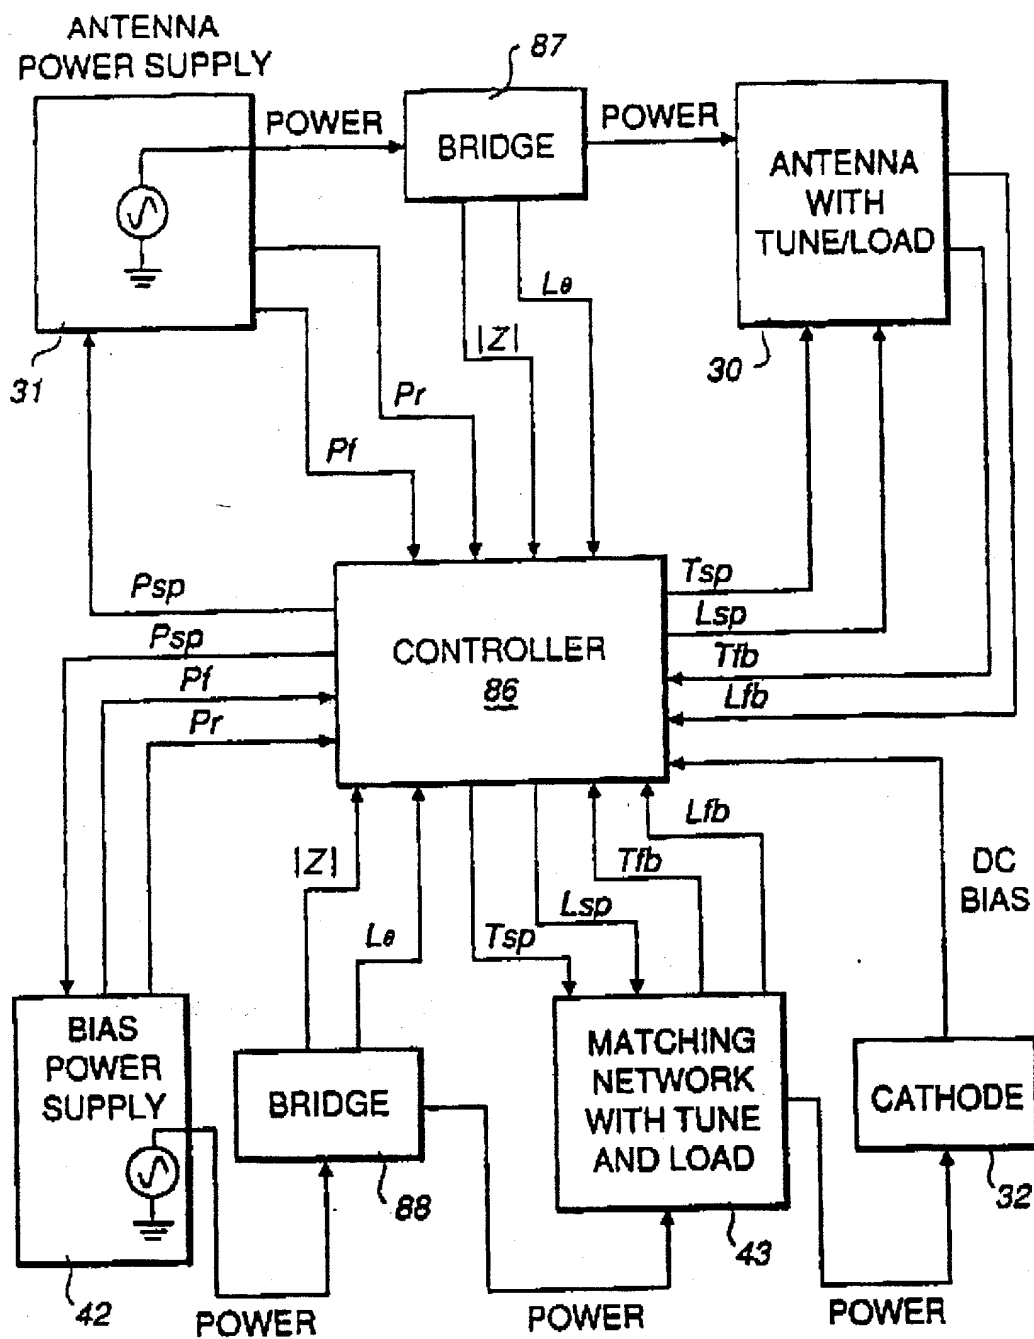 ANTENNA
POWER SUPPLY
87
POWER
BRIDGE
POWER
ANTENNA
WITH
TUNE/LOAD
31
30
Lθ
|Z|
Pr
Pf
Psp
Psp
Pf
Pr
CONTROLLER
86
Tsp
Lsp
Tfb
Lfb
|Z|
Lθ
Tsp
Lsp
Tfb
Lfb
DC
BIAS
BIAS
POWER
SUPPLY
BRIDGE
MATCHING
NETWORK
WITH TUNE
AND LOAD
CATHODE
42
88
43
32
POWER
POWER
POWER